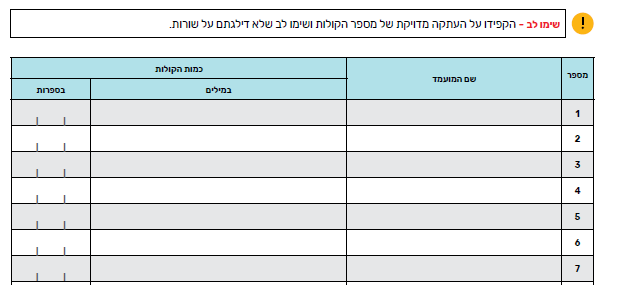 שימו לב - הקפידו על העתקה מדויקת של מספר הקולות ושימו לב שלא דילגתם על שורות.
מספר שם המועמד כמות הקולות
במילים בספרות
1
2
3
4
5
6
7